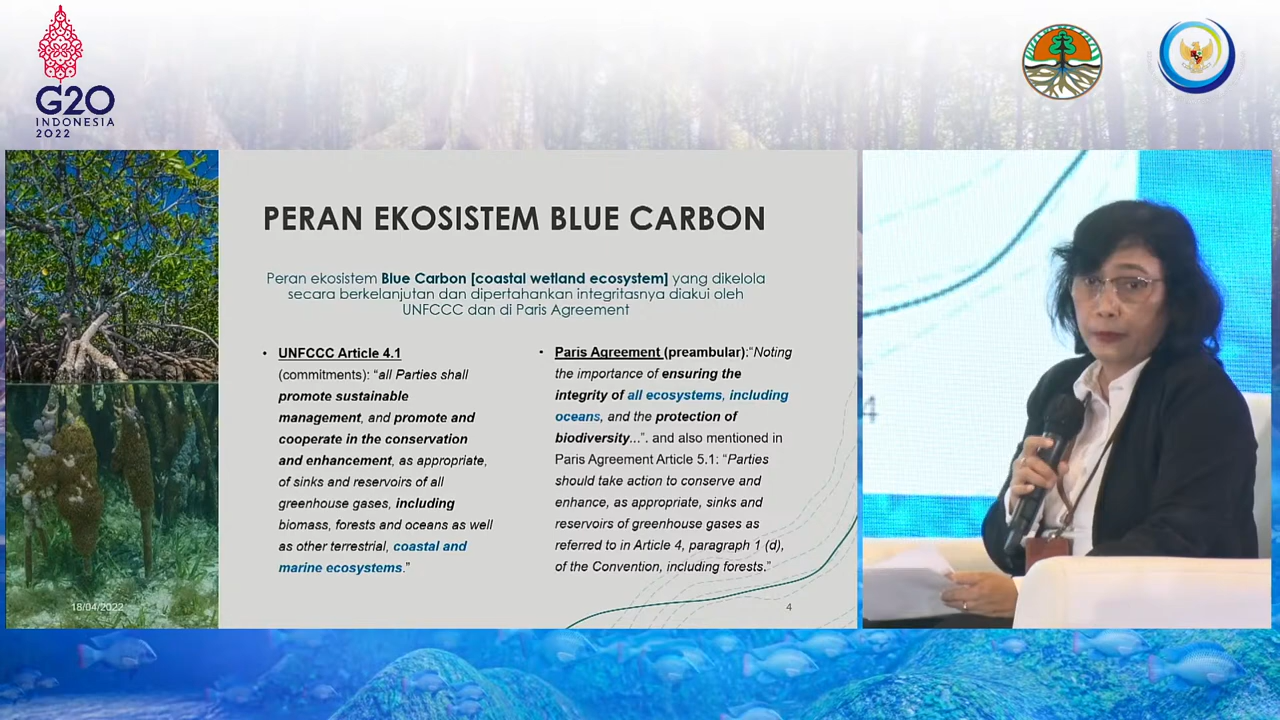 G20
INDONESIA
2022
PERAN EKOSISTEM BLUE CARBON
Peran ekosistem Blue Carbon [coastal wetland ecosystem] yang dikelola
secara berkelanjutan dan dipertahankan integritasnya diakui oleh
UNFCCC dan di Paris Agreement
• UNFCCC Article 4.1
(commitments): “all Parties shall
promote sustainable
management, and promote and
cooperate in the conservation
and enhancement, as appropriate,
of sinks and reservoirs of all
greenhouse gases, including
biomass, forests and oceans as well
as other terrestrial, coastal and
marine ecosystems.”
• Paris Agreement (preambular):“Noting
the importance of ensuring the
integrity of all ecosystems, including
oceans, and the protection of
biodiversity...”. and also mentioned in
Paris Agreement Article 5.1: “Parties
should take action to conserve and
enhance, as appropriate, sinks and
reservoirs of greenhouse gases as
referred to in Article 4, paragraph 1 (d),
of the Convention, including forests.”
18/04/2022
4
4